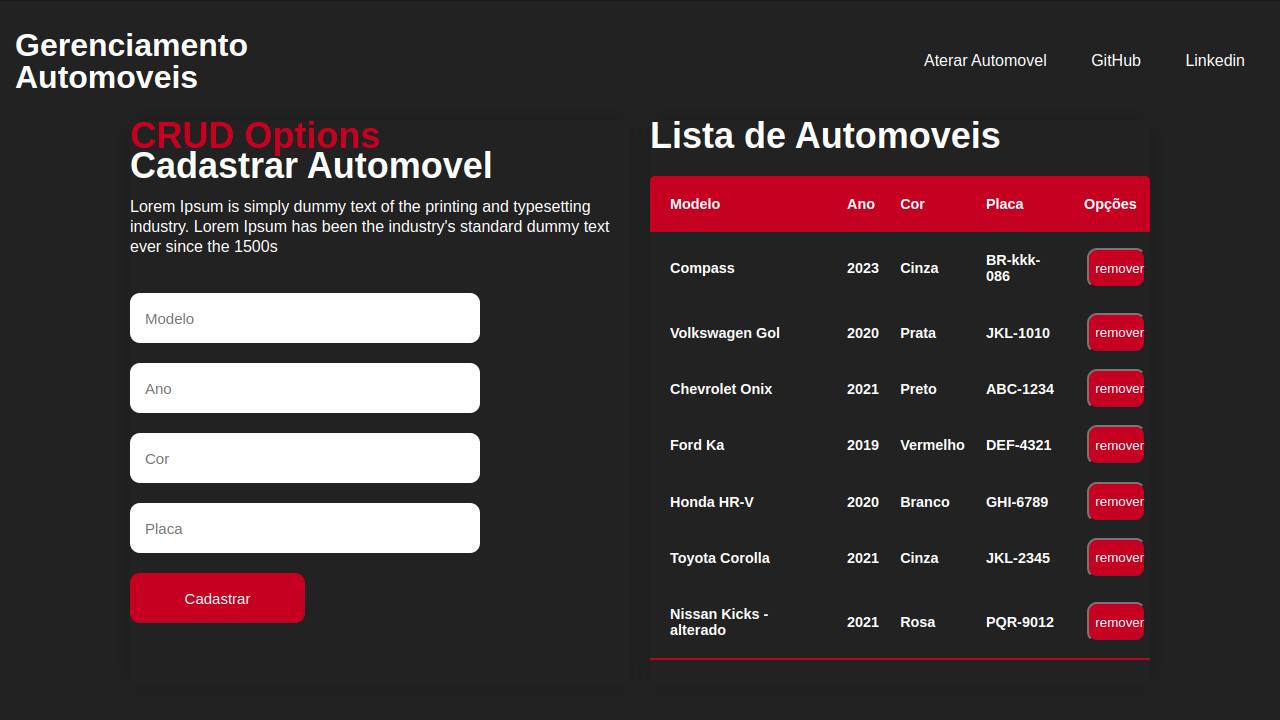 Gerenciamento
Automoveis
Aterar Automovel GitHub Linkedin
CRUD Options
Cadastrar Automovel
Lorem Ipsum is simply dummy text of the printing and typesetting
industry. Lorem Ipsum has been the industry's standard dummy text
ever since the 1500s
Modelo
Ano
Cor
Placa
Cadastrar
Lista de Automoveis
Modelo Ano Cor Placa Opções
Compass 2023 Cinza BR-kkk-
086 remover
Volkswagen Gol 2020 Prata JKL-1010 remover
Chevrolet Onix 2021 Preto ABC-1234 remover
Ford Ka 2019 Vermelho DEF-4321 remover
Honda HR-V 2020 Branco GHI-6789 remover
Toyota Corolla 2021 Cinza JKL-2345 remover
Nissan Kicks -
alterado 2021 Rosa PQR-9012 remover